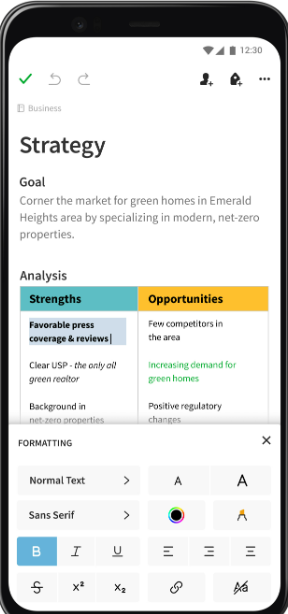 12:30
Business
Strategy
Goal
Corner the market for green homes in Emerald
Heights area by specializing in modern, net-zero
properties.
Analysis
Strengths Opportunities
Favorable press Few competitors in
coverage & reviews the area
Clear USP - the only all Increasing demand for
green realtor green homes
Background in Positive regulatory
net-zero properties changes
FORMATTING
Normal Text A A
Sans Serif A
B I U
S x² x₂ Aa